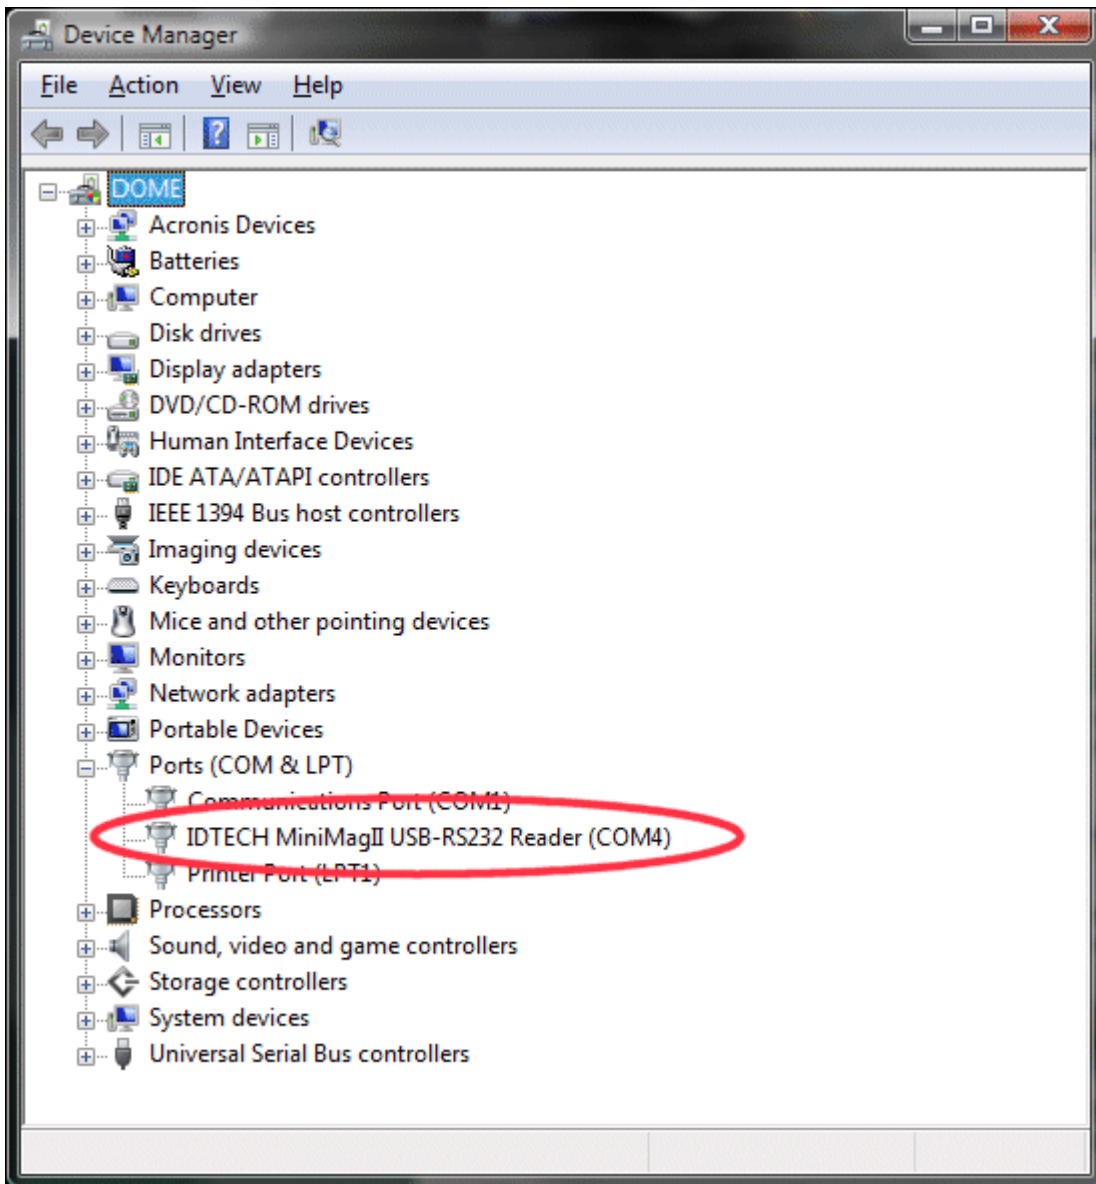 Device Manager
File Action View Help
DOME
Acronis Devices
Batteries
Computer
Disk drives
Display adapters
DVD/CD-ROM drives
Human Interface Devices
IDE ATA/ATAPI controllers
IEEE 1394 Bus host controllers
Imaging devices
Keyboards
Mice and other pointing devices
Monitors
Network adapters
Portable Devices
Ports (COM & LPT)
Communications Port (COM1)
IDTECH MiniMagII USB-RS232 Reader (COM4)
Printer Port (LPT1)
Processors
Sound, video and game controllers
Storage controllers
System devices
Universal Serial Bus controllers